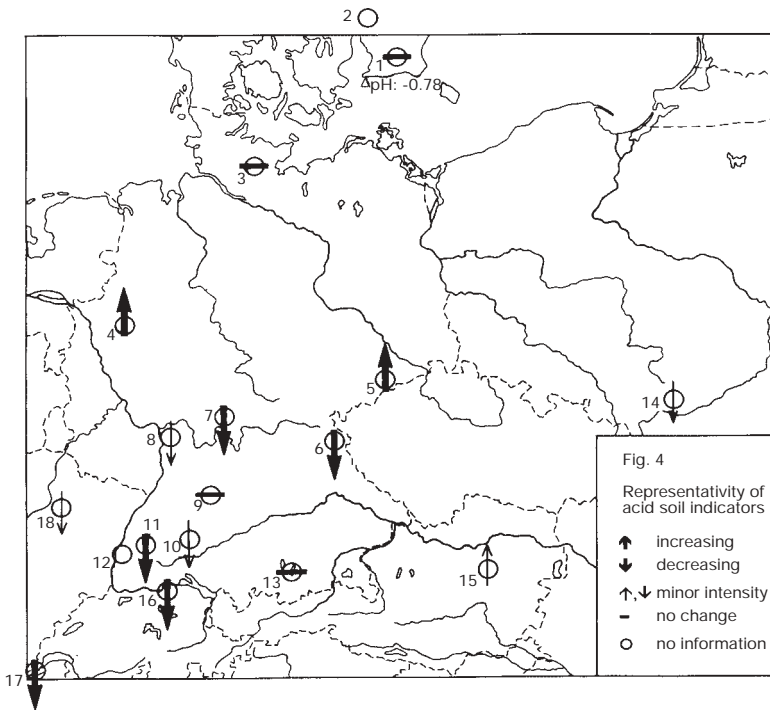 2
1
ΔpH: -0.78
3
4
5
7
8
6
14
9
18
11
10
12
13
15
16
17
Fig. 4
Representativity of
acid soil indicators
increasing
decreasing
↑,↓ minor intensity
no change
no information